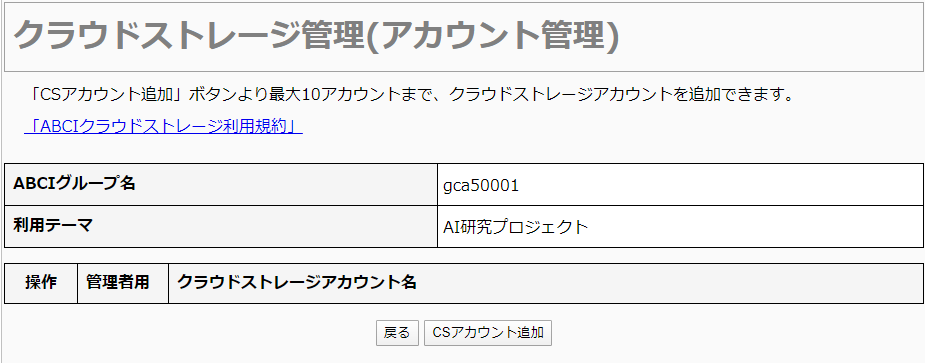 クラウドストレージ管理(アカウント管理)
「CSアカウント追加」ボタンより最大10アカウントまで、クラウドストレージアカウントを追加できます。
「ABCIクラウドストレージ利用規約」
ABCIグループ名 gca50001
利用テーマ AI研究プロジェクト
操作 管理者用 クラウドストレージアカウント名
戻る CSアカウント追加